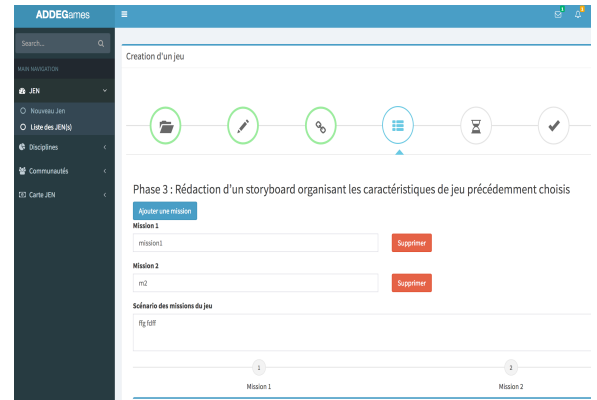 ADDEGames
Search...
MAIN NAVIGATION
JEN
Nouveau Jen
Liste des JEN(s)
Disciplines
Communautés
Carte JEN
Creation d'un jeu
Phase 3 : Rédaction d'un storyboard organisant les caractéristiques de jeu précédemment choisis
Ajouter une mission
Mission 1
mission1
Supprimer
Mission 2
m2
Supprimer
Scénario des missions du jeu
ffg fdff
1
2
Mission 1
Mission 2